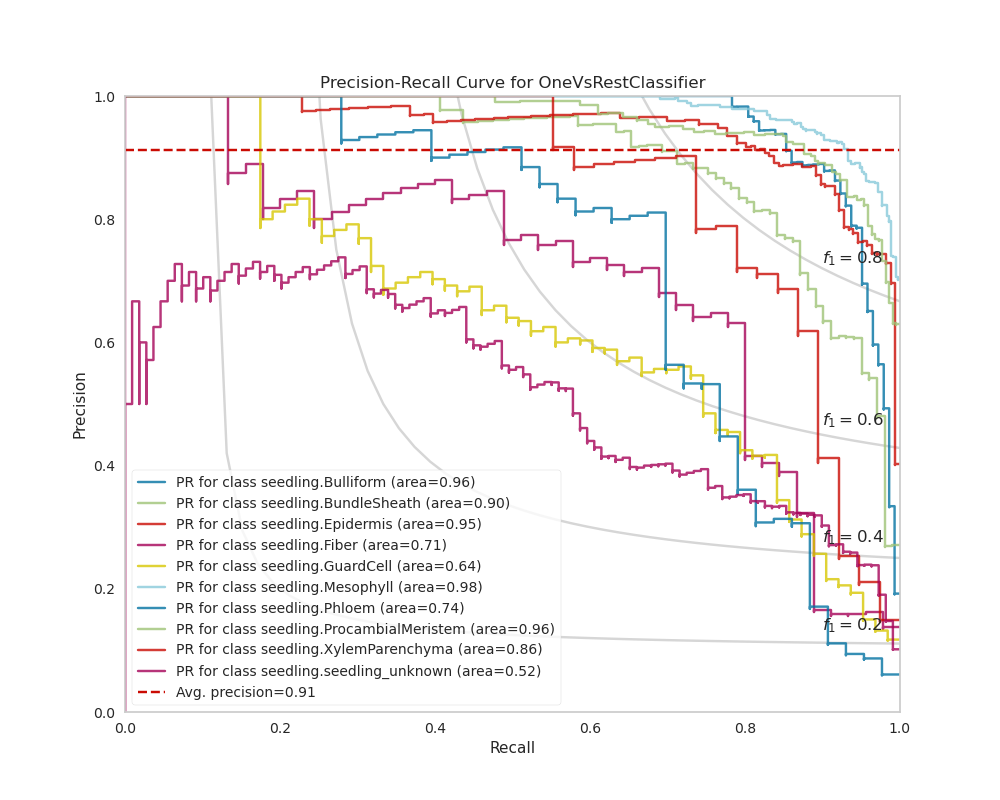 Precision-Recall Curve for OneVsRestClassifier
1.0
0.8
0.6
0.4
0.2
0.0
Precision
f1 = 0.8
f1 = 0.6
f1 = 0.4
f1 = 0.2
PR for class seedling.Bulliform (area=0.96)
PR for class seedling.BundleSheath (area=0.90)
PR for class seedling.Epidermis (area=0.95)
PR for class seedling.Fiber (area=0.71)
PR for class seedling.GuardCell (area=0.64)
PR for class seedling.Mesophyll (area=0.98)
PR for class seedling.Phloem (area=0.74)
PR for class seedling.ProcambialMeristem (area=0.96)
PR for class seedling.XylemParenchyma (area=0.86)
PR for class seedling.seedling_unknown (area=0.52)
Avg. precision=0.91
0.0 0.2 0.4 0.6 0.8 1.0
Recall